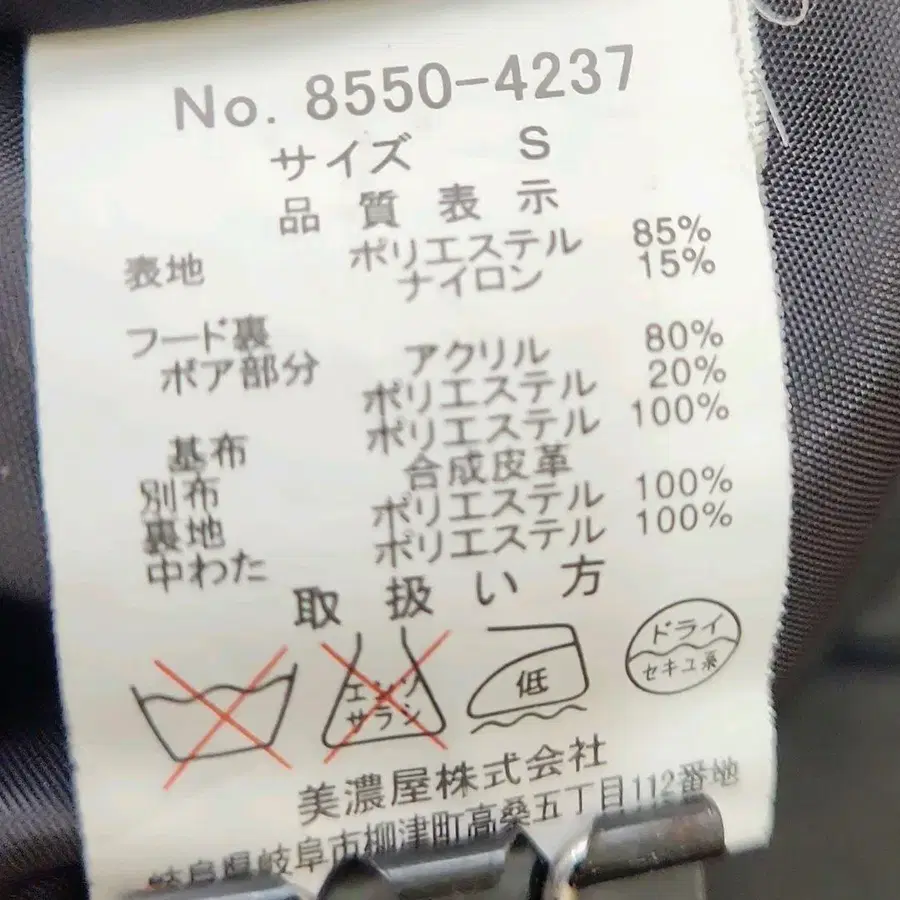 No. 8550-4237
サイズ S
品質表示
表地 ポリエステル 85%
ナイロン 15%
フード裏
ボア部分 アクリル 80%
ポリエステル 20%
基布 ポリエステル 100%
別布 合成皮革
裏地 ポリエステル 100%
中わた ポリエステル 100%
取扱い方
エンソ
サラシ
低
ドライ
セキユ系
美濃屋株式会社
岐阜県岐阜市柳津町高桑五丁目112番地